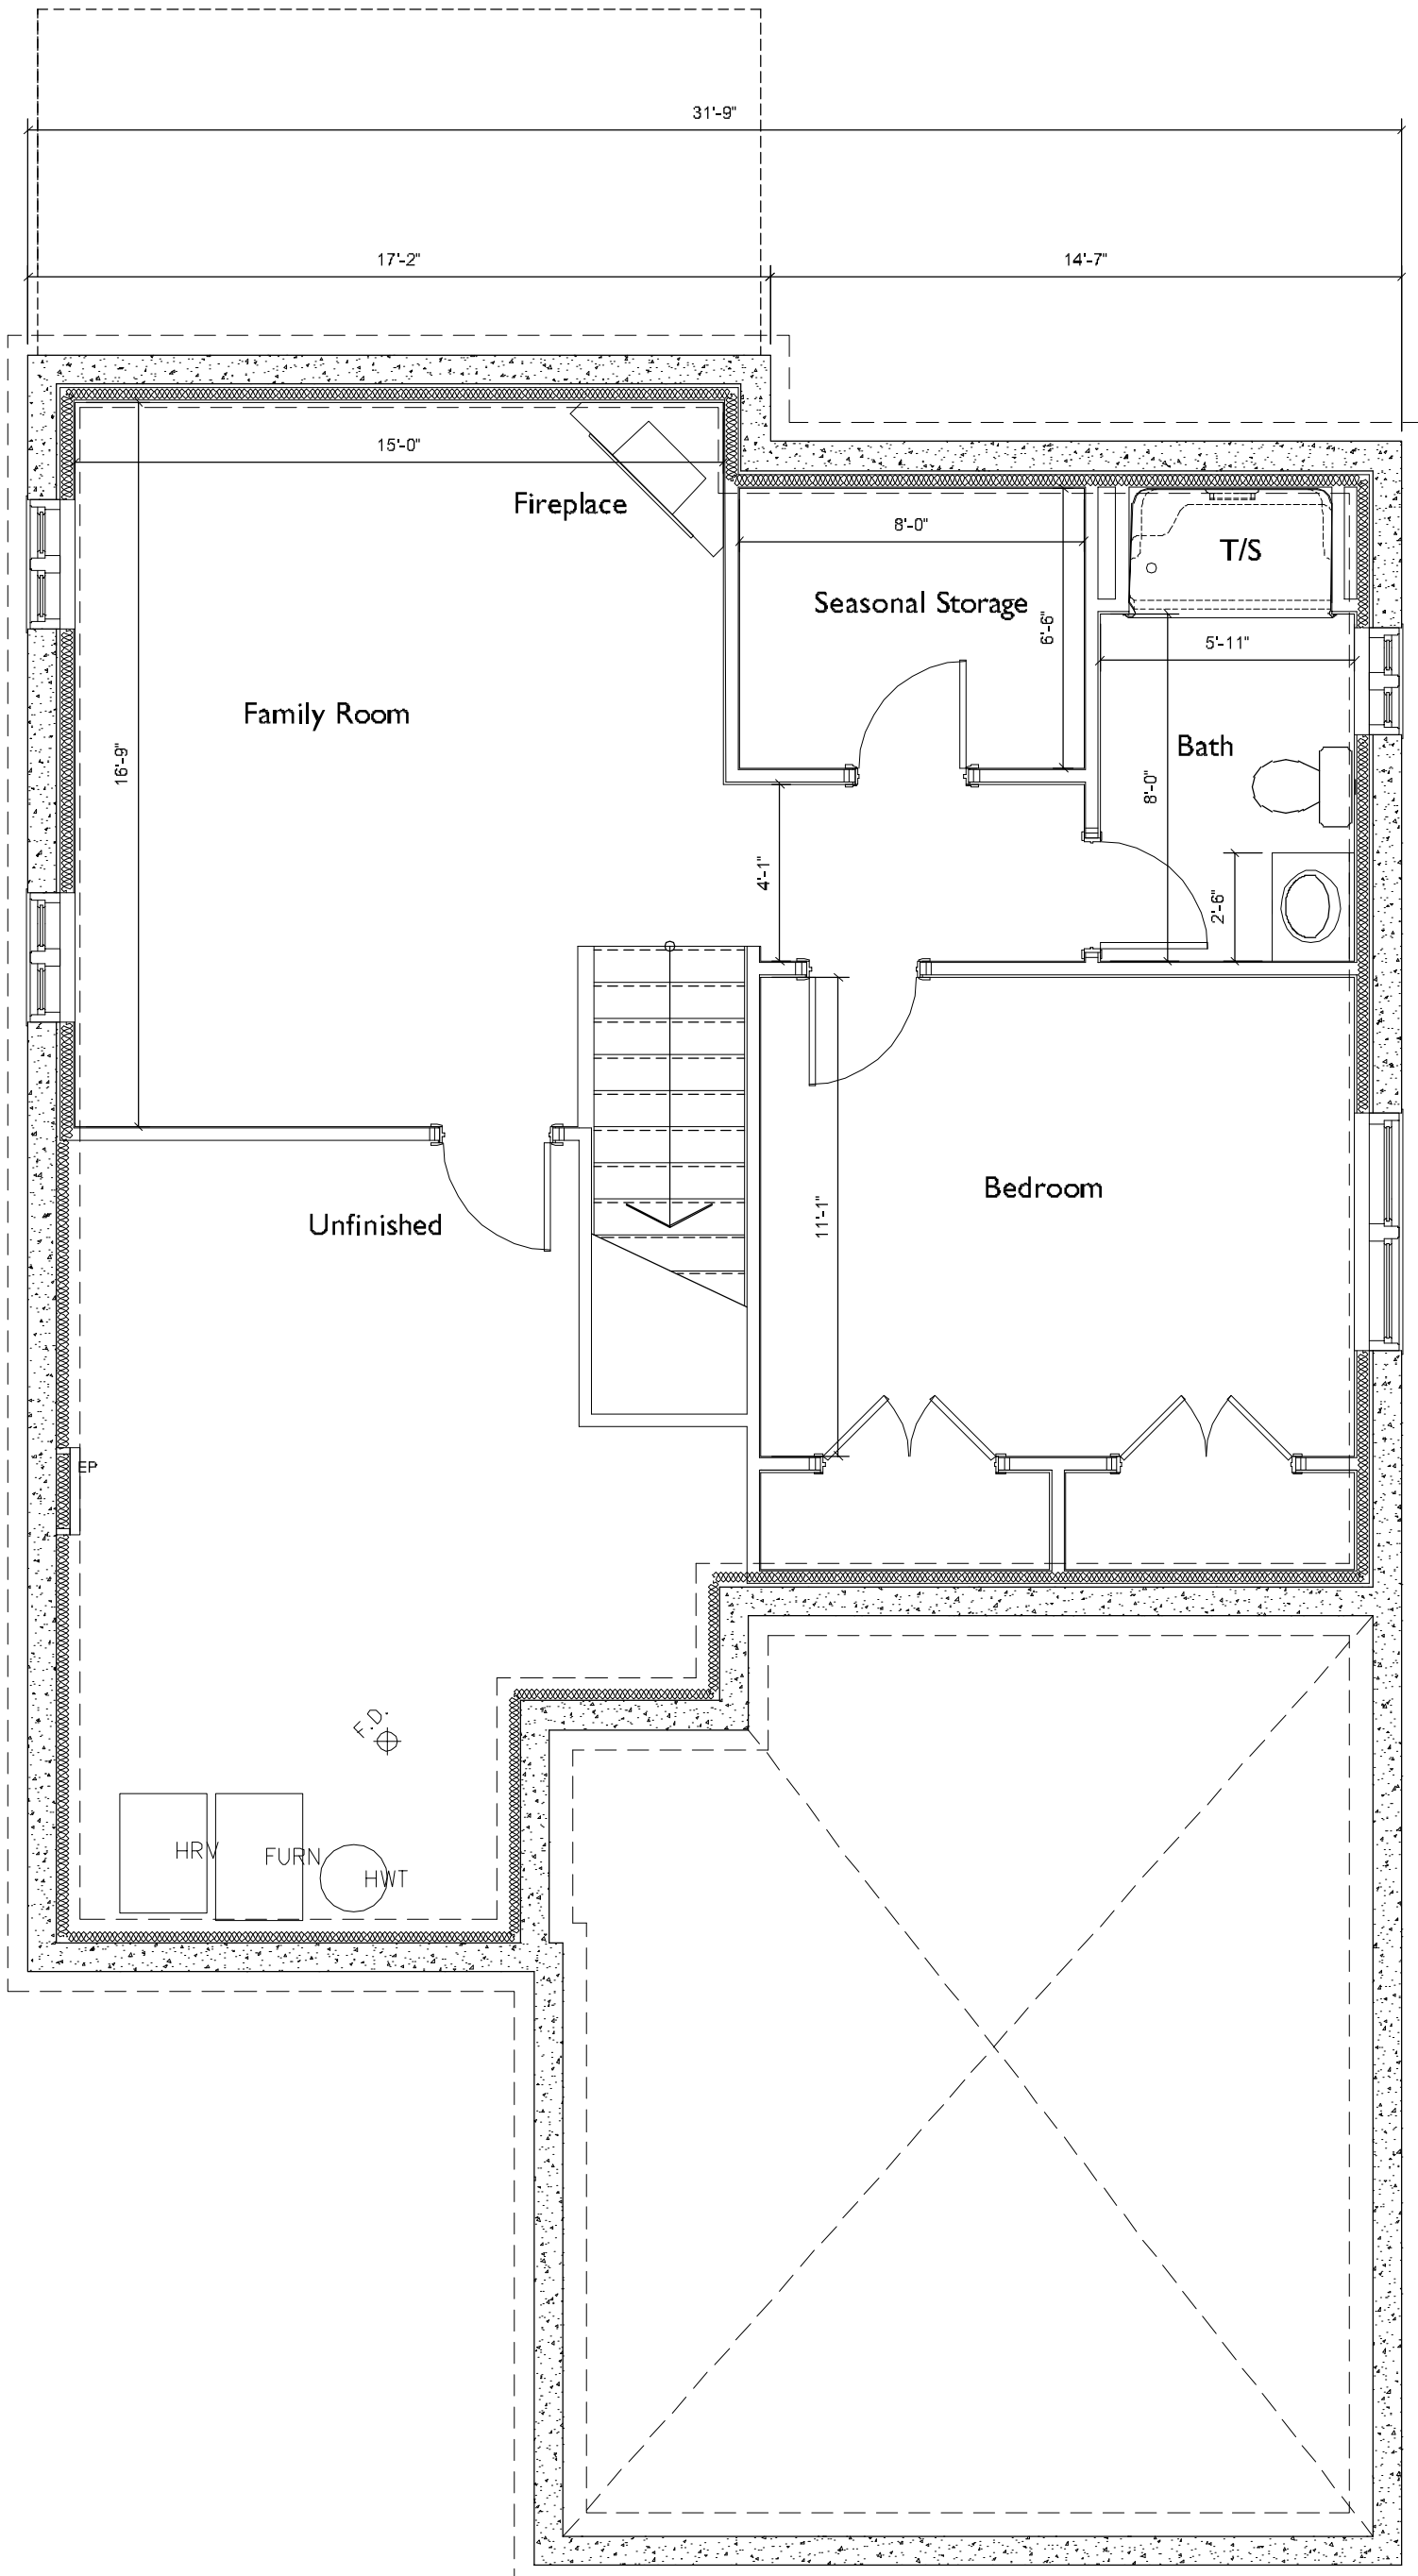 31'-9"
17'-2"
14'-7"
15'-0"
Fireplace
8'-0"
T/S
Seasonal Storage
6'-6"
5'-11"
Family Room
16'-9"
Bath
8'-0"
4'-1"
2'-6"
Bedroom
11'-1"
Unfinished
EP
F.D.
HRV
FURN
HWT